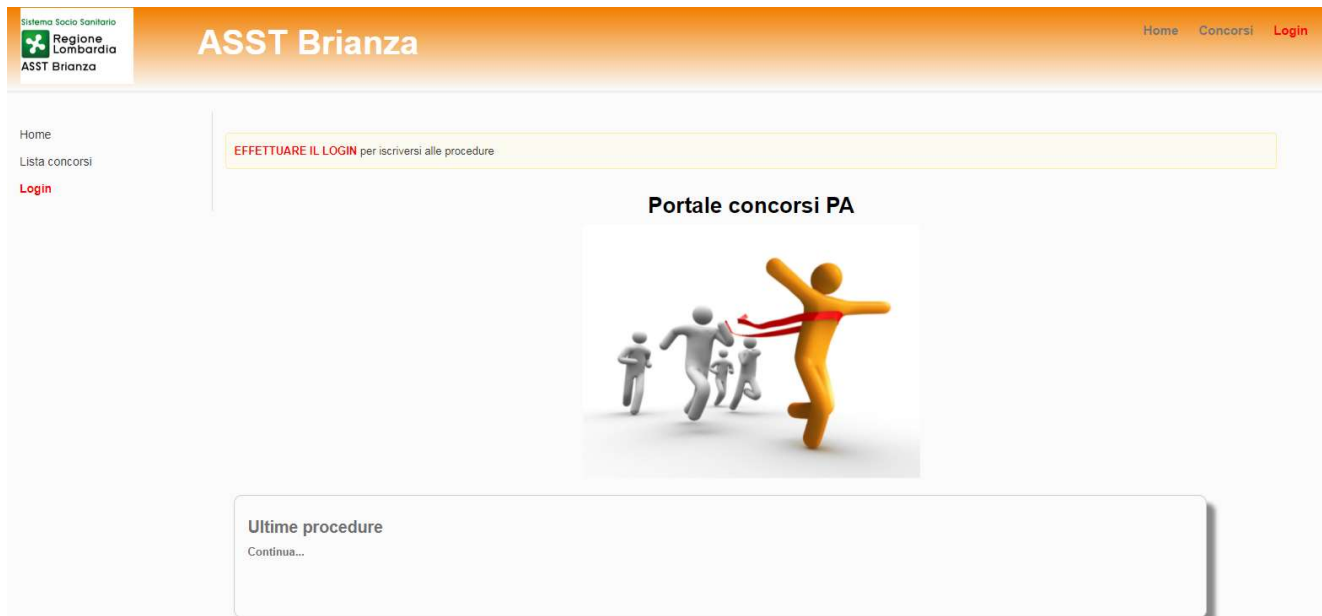 Sistema Socio Sanitario
Regione
Lombardia
ASST Brianza
ASST Brianza
Home Concorsi Login
Home
Lista concorsi
Login
EFFETTUARE IL LOGIN per iscriversi alle procedure
Portale concorsi PA
Ultime procedure
Continua...